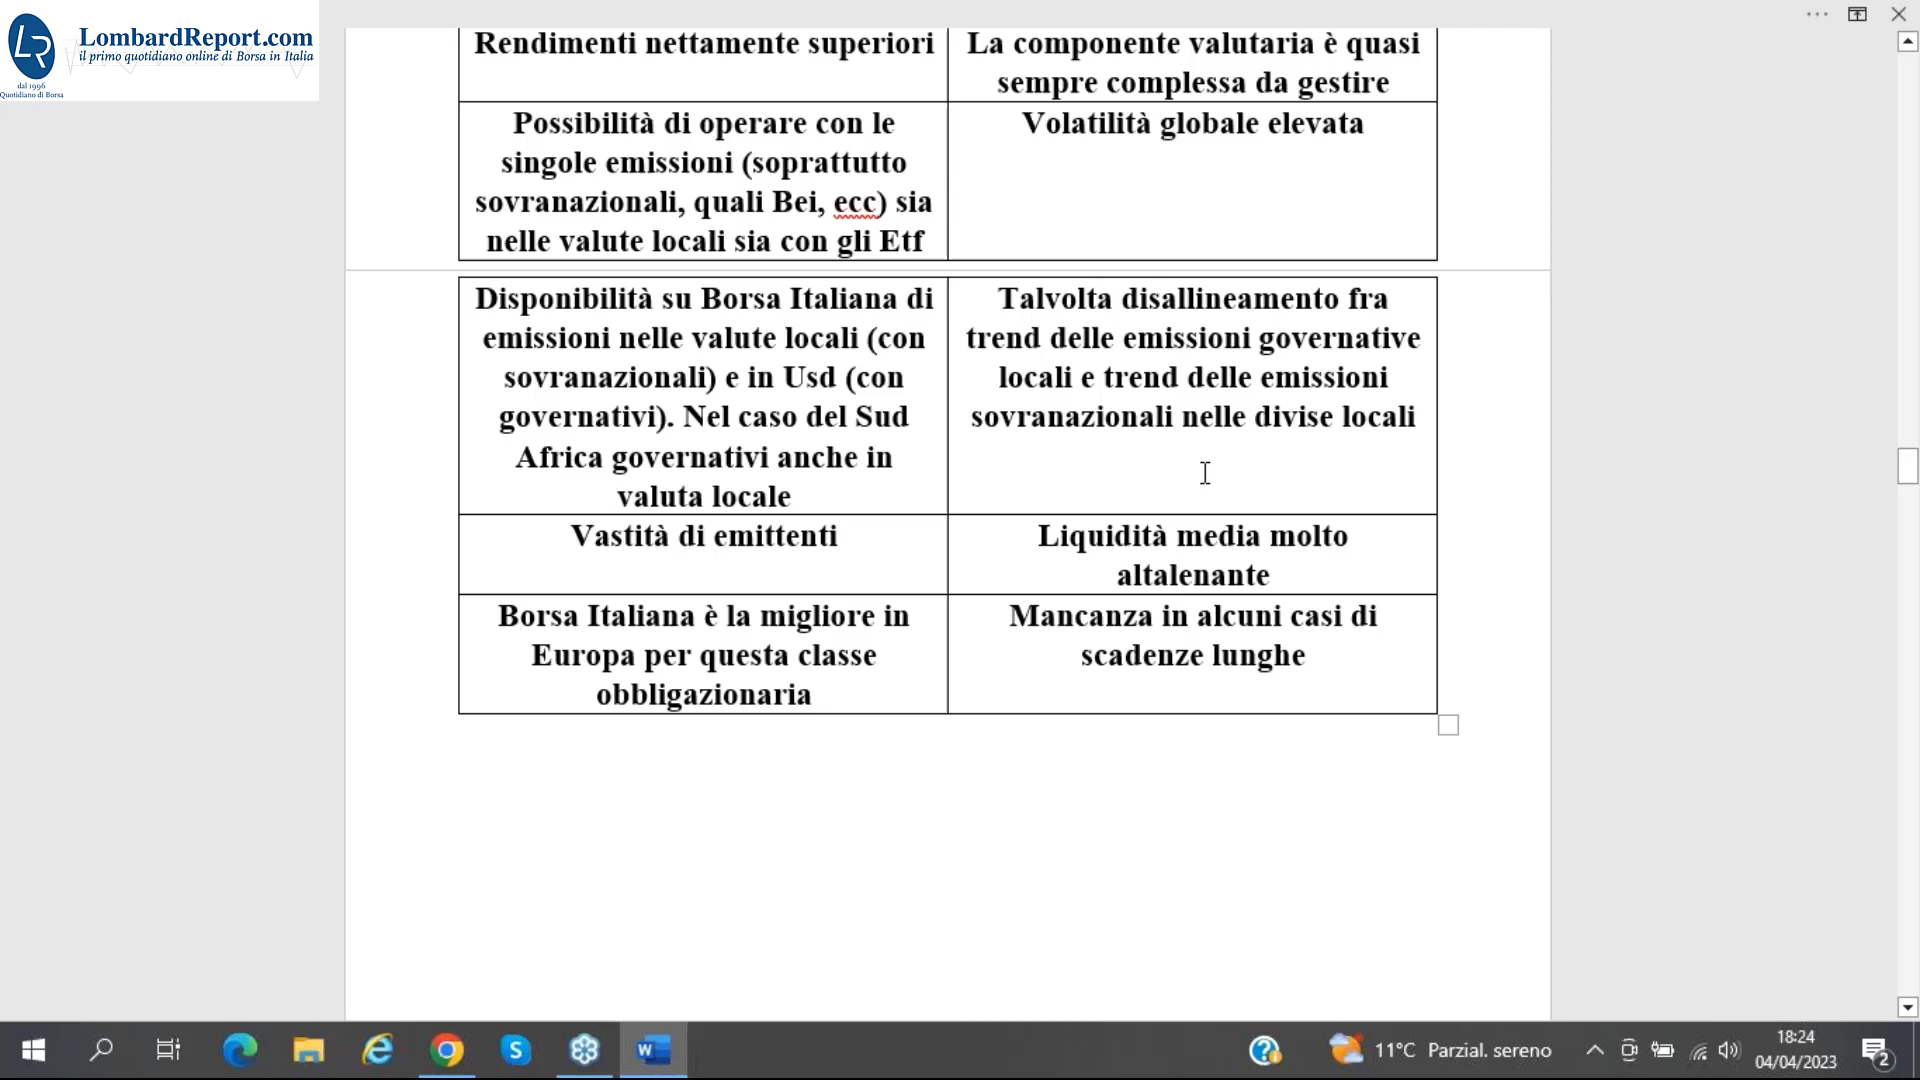 LR
LombardReport.com
il primo quotidiano online di Borsa in Italia
dal 1996
Quotidiano di Borsa
Rendimenti nettamente superiori
La componente valutaria è quasi
sempre complessa da gestire
Possibilità di operare con le
singole emissioni (soprattutto
sovranazionali, quali Bei, ecc) sia
nelle valute locali sia con gli Etf
Volatilità globale elevata
Disponibilità su Borsa Italiana di
emissioni nelle valute locali (con
sovranazionali) e in Usd (con
governativi). Nel caso del Sud
Africa governativi anche in
valuta locale
Talvolta disallineamento fra
trend delle emissioni governative
locali e trend delle emissioni
sovranazionali nelle divise locali
Vastità di emittenti
Liquidità media molto
altalenante
Borsa Italiana è la migliore in
Europa per questa classe
obbligazionaria
Mancanza in alcuni casi di
scadenze lunghe
11°C Parzial. sereno
18:24
04/04/2023
2